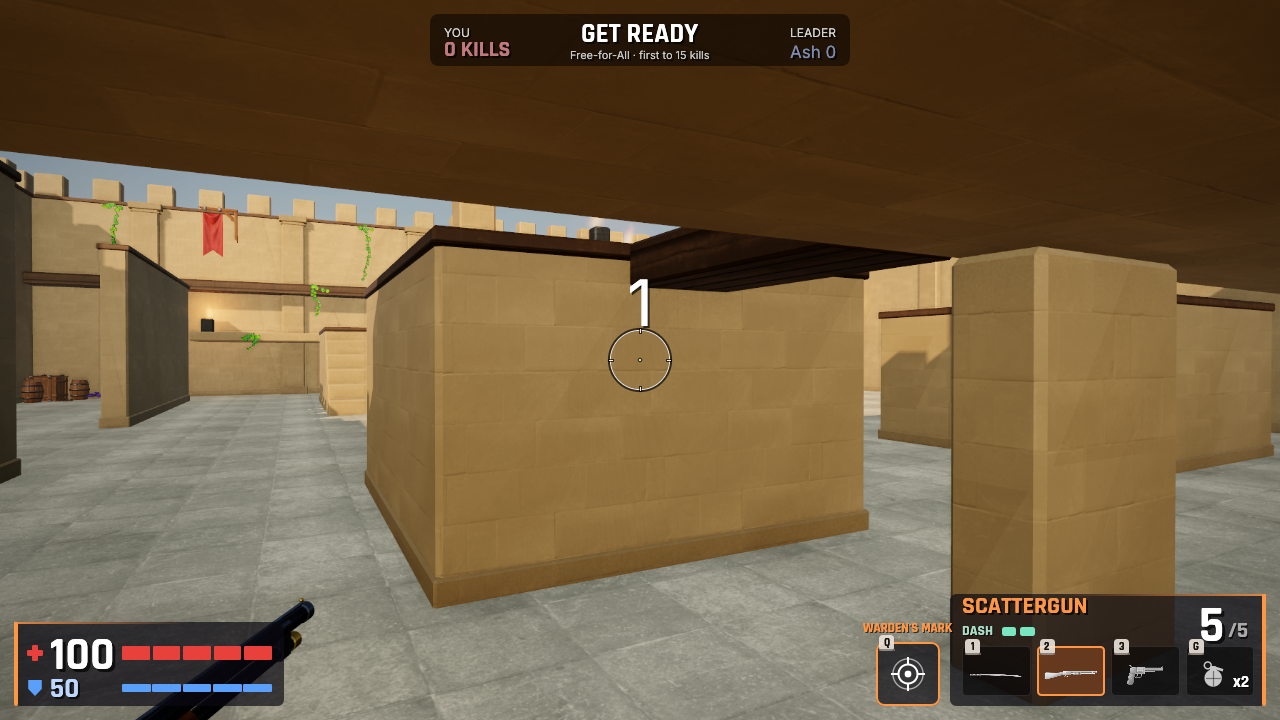 YOU
0 KILLS
GET READY
Free-for-All · first to 15 kills
LEADER
Ash 0
1
100
50
WARDEN'S MARK
Q
SCATTERGUN
DASH
5 /5
1
2
3
G
x2